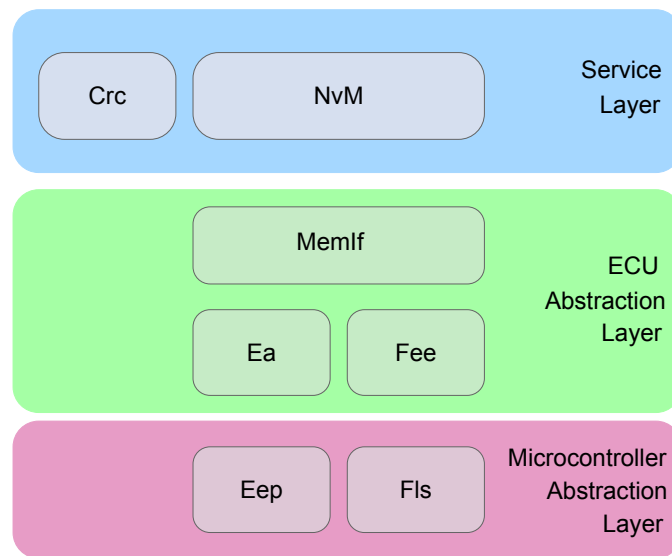 Crc
NvM
Service
Layer
MemIf
ECU
Abstraction
Layer
Ea
Fee
Eep
Fls
Microcontroller
Abstraction
Layer